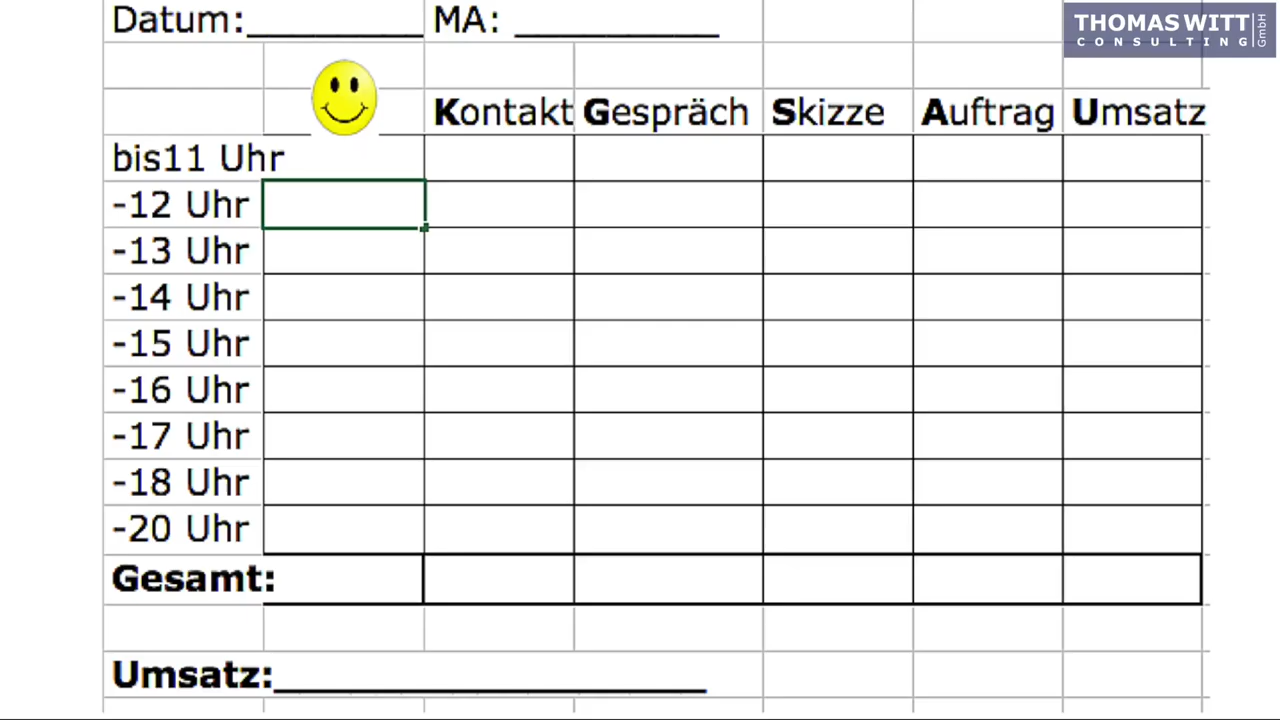 Datum:__________ MA: ___________
THOMAS WITT GmbH
CONSULTING
Kontakt Gespräch Skizze Auftrag Umsatz
bis11 Uhr
-12 Uhr
-13 Uhr
-14 Uhr
-15 Uhr
-16 Uhr
-17 Uhr
-18 Uhr
-20 Uhr
Gesamt:
Umsatz:_______________________